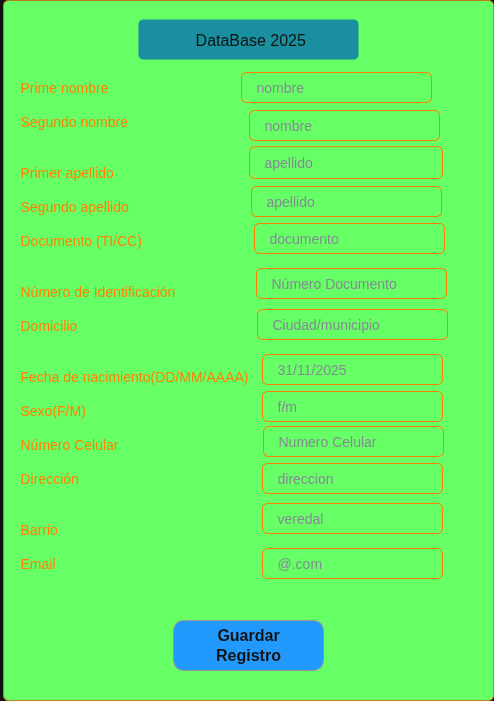 DataBase 2025
Prime nombre
nombre
Segundo nombre
nombre
Primer apellido
apellido
Segundo apellido
apellido
Documento (TI/CC)
documento
Número de Identificación
Número Documento
Domicilio
Ciudad/municipio
Fecha de nacimiento(DD/MM/AAAA)
31/11/2025
Sexo(F/M)
f/m
Número Celular
Numero Celular
Dirección
direccion
Barrio
veredal
Email
@.com
Guardar
Registro